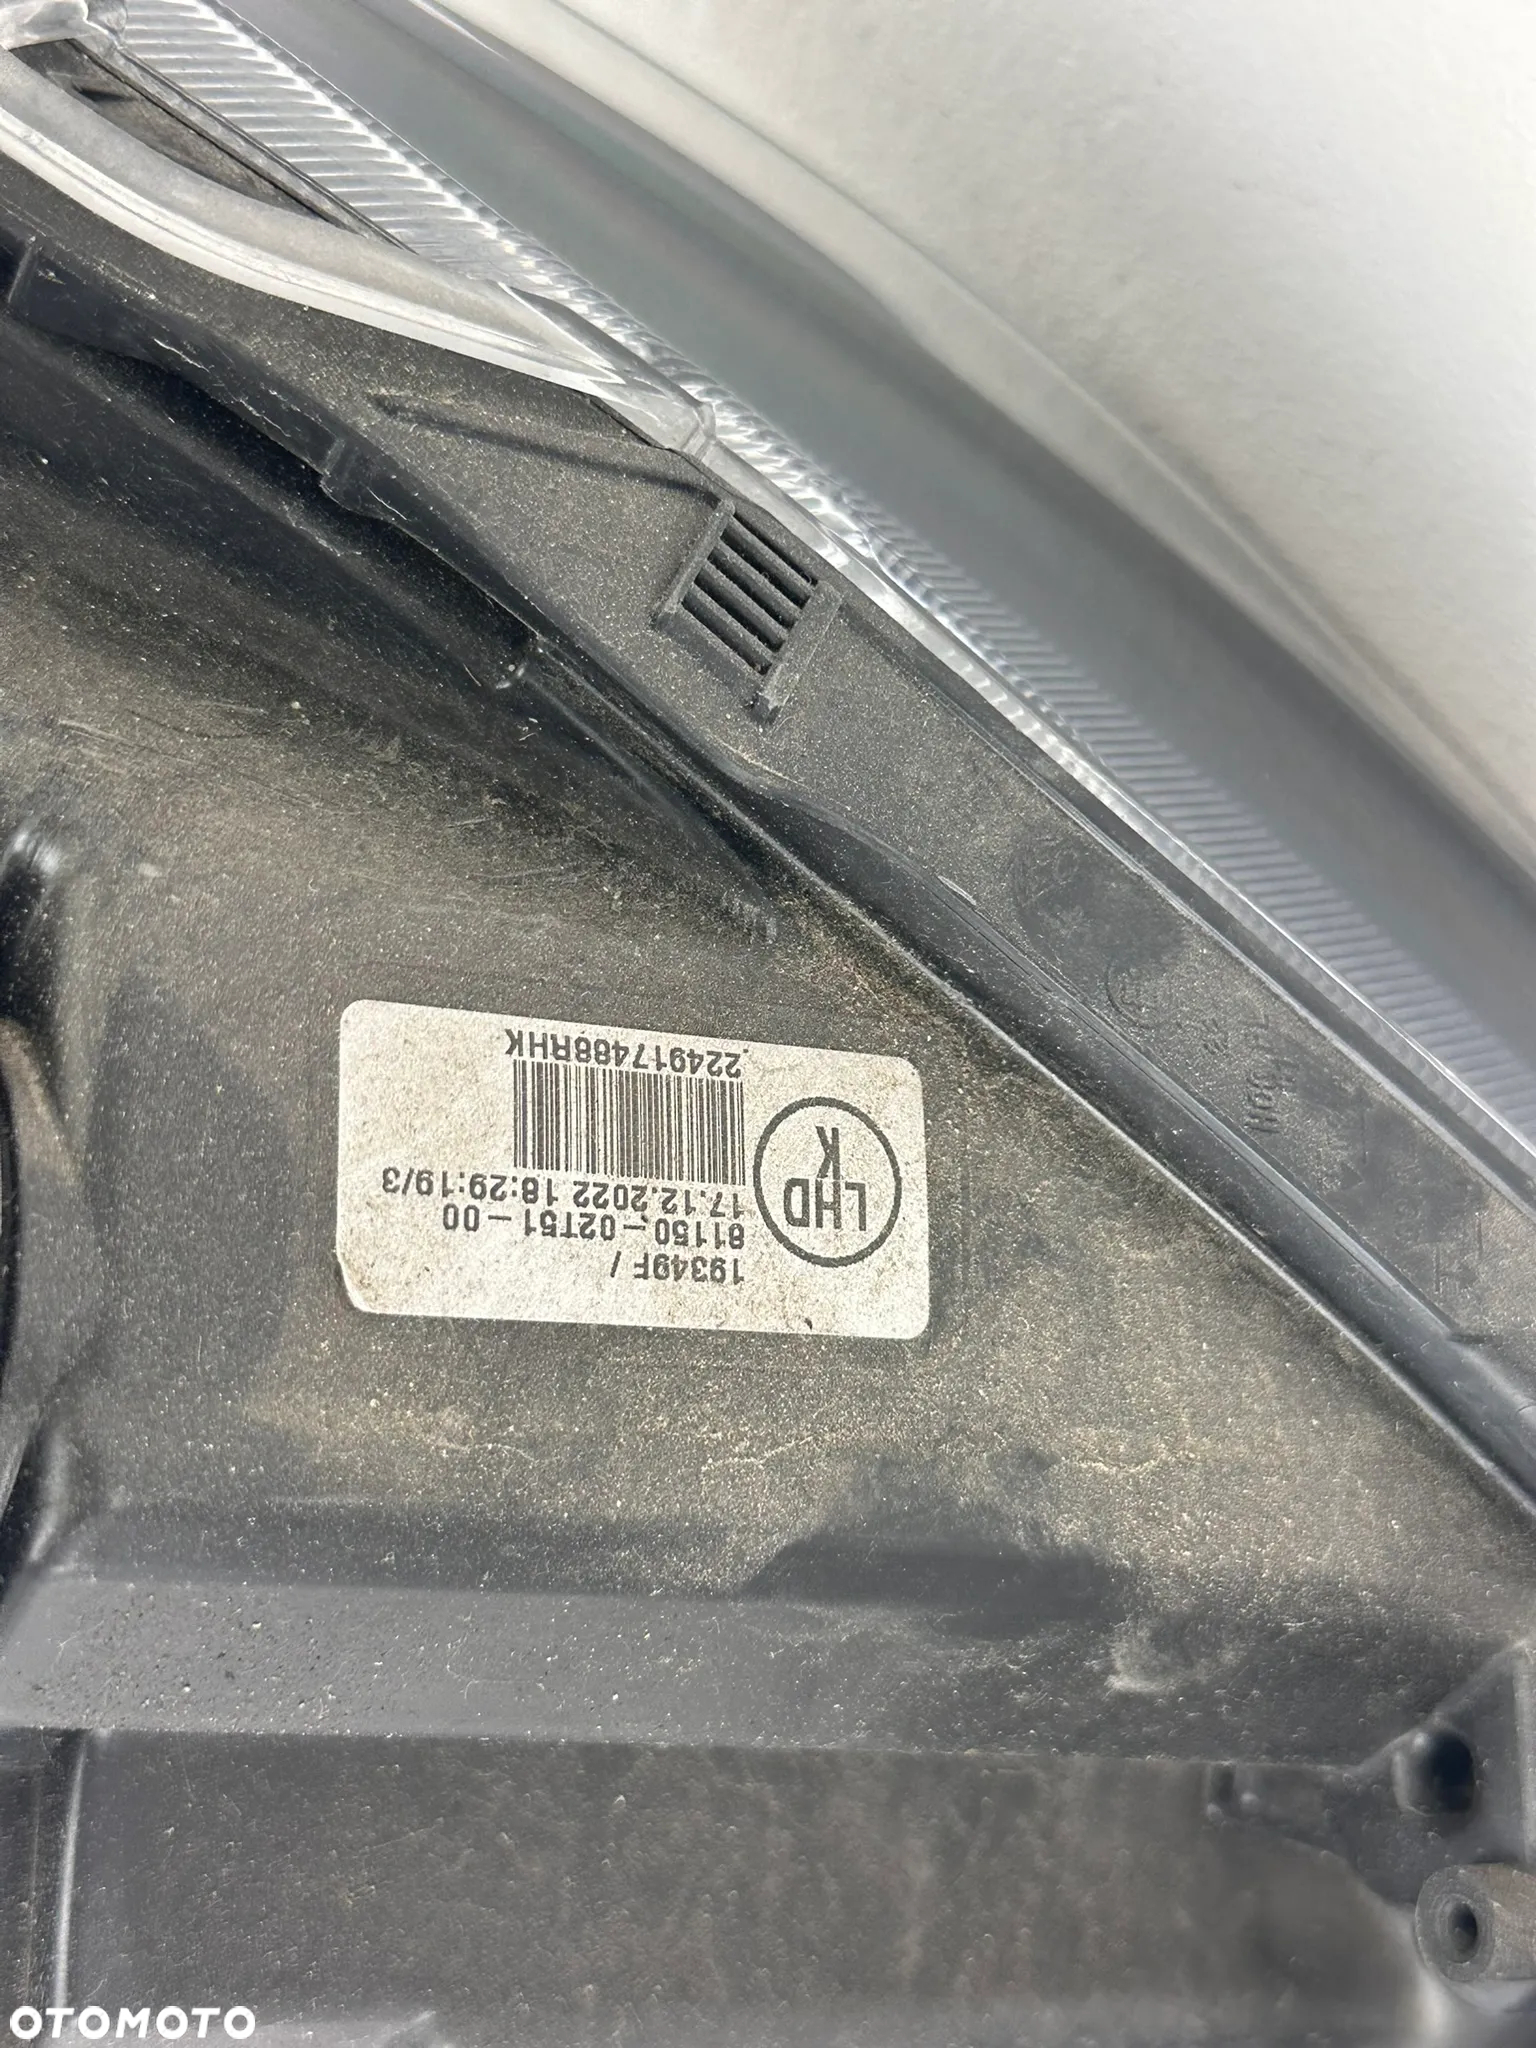 19349F /
81150-02T51-00
17.12.2022 18:29:19/3
.224917488RHK
LHD
K
OTOMOTO